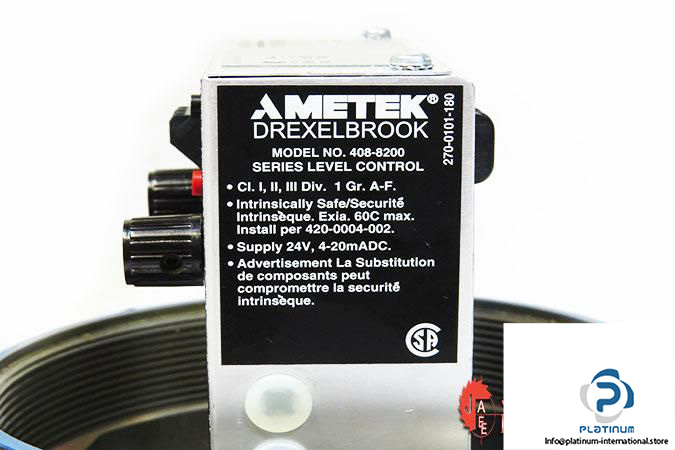 AMETEK®
DREXELBROOK
MODEL NO. 408-8200
SERIES LEVEL CONTROL
• Cl. I, II, III Div. 1 Gr. A-F.
• Intrinsically Safe/Securité
Intrinsèque. Exia. 60C max.
Install per 420-0004-002.
• Supply 24V, 4-20mADC.
• Advertisement La Substitution
de composants peut
compromettre la securité
intrinsèque.
270-0101-180
CSA
JAEE
PLATINUM
Info@platinum-international.store